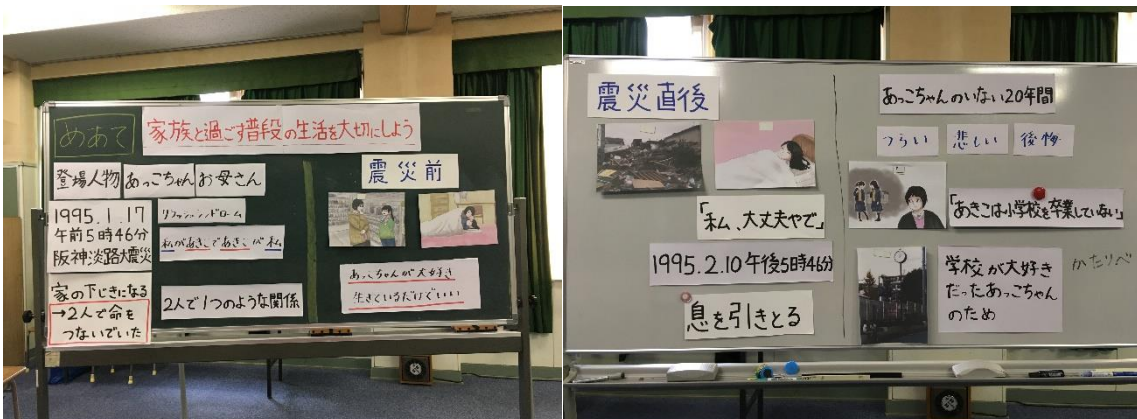 めあて
家族と過ごす普段の生活を大切にしよう
登場人物
あっこちゃん
お母さん
1995.1.17
午前5時46分
阪神淡路大震災
家の下じきになる
→2人で命を
つないでいた
クラッシュシンドローム
私があきこであきこが私
2人で1つのような関係
震災前
あっこちゃんが大好き
生きているだけでいい
震災直後
「私、大丈夫やで」
1995.2.10午後5時46分
息を引きとる
あっこちゃんのいない20年間
つらい
悲しい
後悔
「あきこは小学校を卒業していない」
学校が大好き
だったあっこちゃん
のため
かたりべ